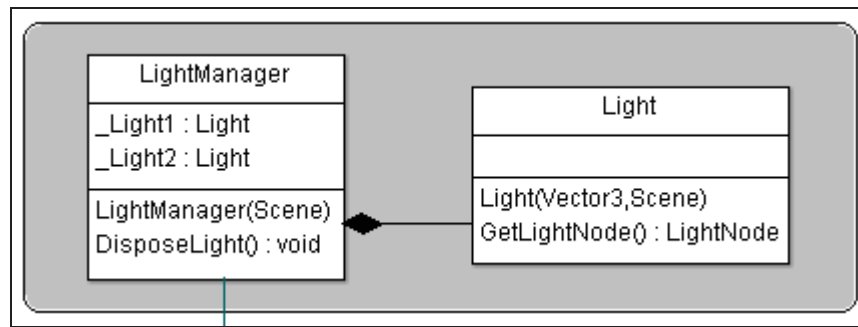 LightManager
_Light1 : Light
_Light2 : Light
LightManager(Scene)
DisposeLight() : void
Light
Light(Vector3,Scene)
GetLightNode() : LightNode